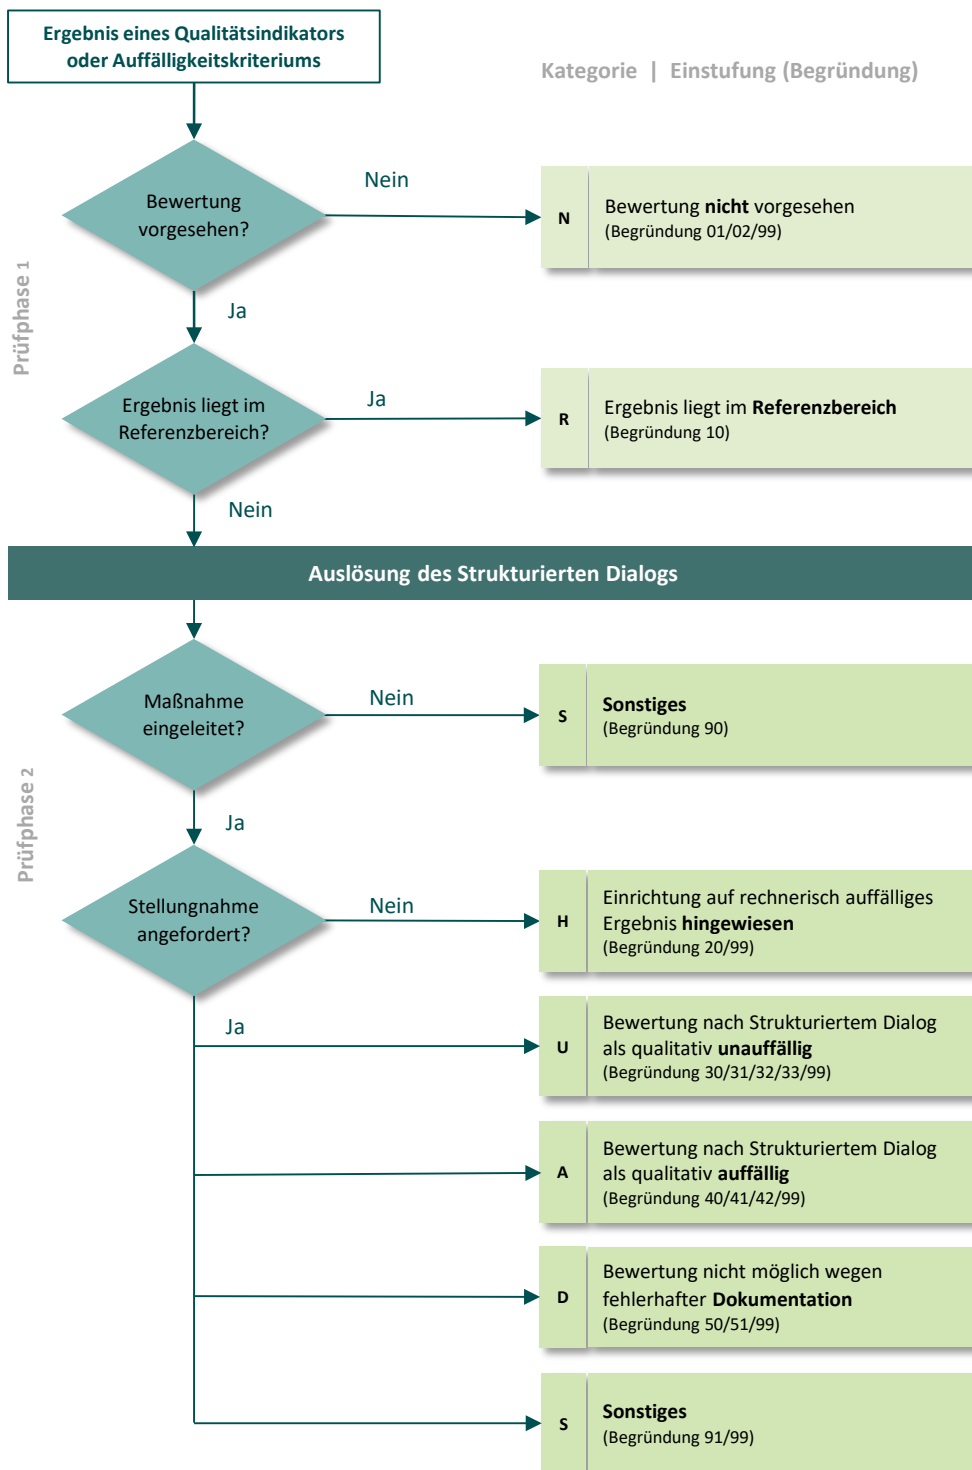 Ergebnis eines Qualitätsindikators
oder Auffälligkeitskriteriums
Kategorie | Einstufung (Begründung)
Prüfphase 1
Bewertung
vorgesehen?
Nein
N
Bewertung nicht vorgesehen
(Begründung 01/02/99)
Ja
Ergebnis liegt im
Referenzbereich?
Ja
R
Ergebnis liegt im Referenzbereich
(Begründung 10)
Nein
Auslösung des Strukturierten Dialogs
Prüfphase 2
Maßnahme
eingeleitet?
Nein
S
Sonstiges
(Begründung 90)
Ja
Stellungnahme
angefordert?
Nein
H
Einrichtung auf rechnerisch auffälliges
Ergebnis hingewiesen
(Begründung 20/99)
Ja
U
Bewertung nach Strukturiertem Dialog
als qualitativ unauffällig
(Begründung 30/31/32/33/99)
A
Bewertung nach Strukturiertem Dialog
als qualitativ auffällig
(Begründung 40/41/42/99)
D
Bewertung nicht möglich wegen
fehlerhafter Dokumentation
(Begründung 50/51/99)
S
Sonstiges
(Begründung 91/99)